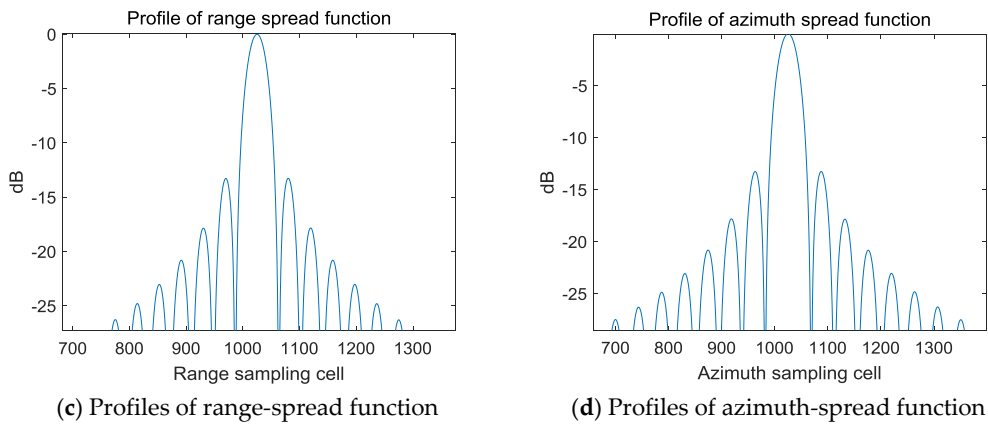 Profile of range spread function
0
-5
-10
-15
-20
-25
dB
700 800 900 1000 1100 1200 1300
Range sampling cell
(c) Profiles of range-spread function
Profile of azimuth spread function
-5
-10
-15
-20
-25
dB
700 800 900 1000 1100 1200 1300
Azimuth sampling cell
(d) Profiles of azimuth-spread function